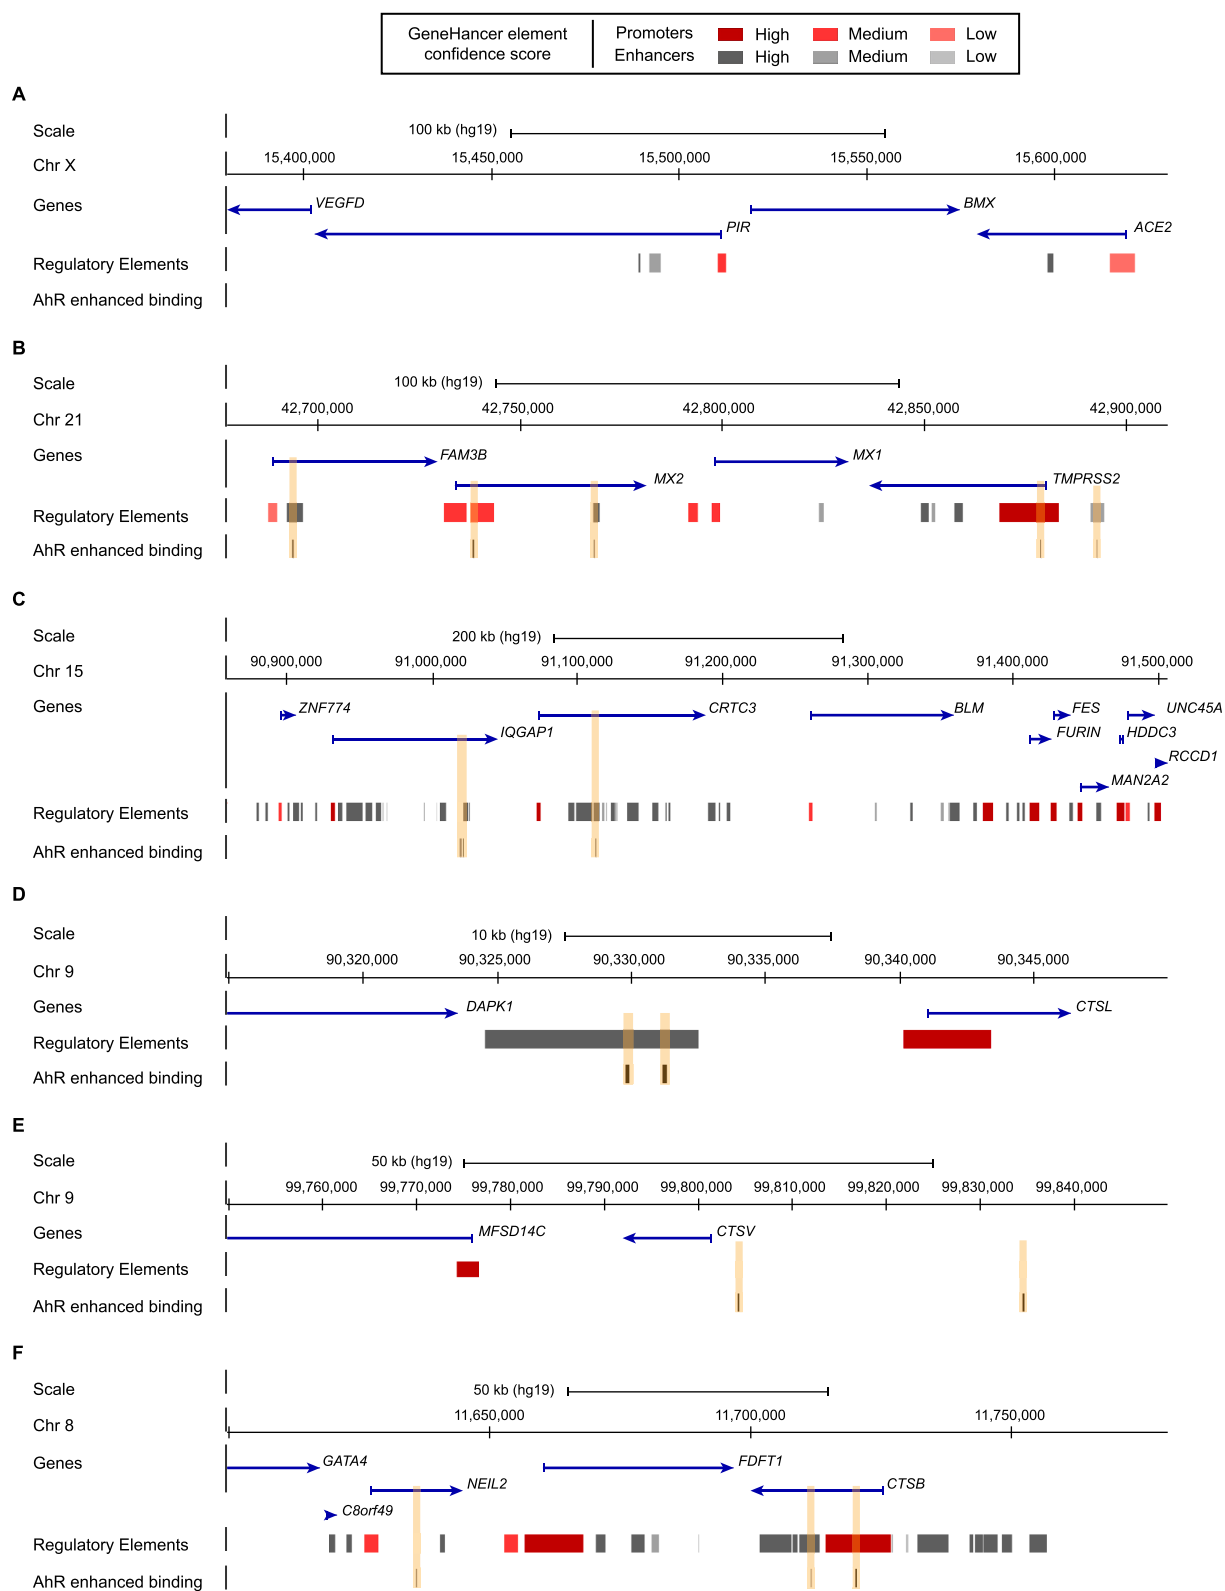 GeneHancer element confidence score
Promoters High Medium Low
Enhancers High Medium Low
A
Scale 100 kb (hg19)
Chr X 15,400,000 15,450,000 15,500,000 15,550,000 15,600,000
Genes VEGFD BMX
PIR ACE2
Regulatory Elements
AhR enhanced binding
B
Scale 100 kb (hg19)
Chr 21 42,700,000 42,750,000 42,800,000 42,850,000 42,900,000
Genes FAM3B MX1
MX2 TMPRSS2
Regulatory Elements
AhR enhanced binding
C
Scale 200 kb (hg19)
Chr 15 90,900,000 91,000,000 91,100,000 91,200,000 91,300,000 91,400,000 91,500,000
Genes ZNF774 CRTC3 BLM FES UNC45A
IQGAP1 FURIN HDDC3
RCCD1
MAN2A2
Regulatory Elements
AhR enhanced binding
D
Scale 10 kb (hg19)
Chr 9 90,320,000 90,325,000 90,330,000 90,335,000 90,340,000 90,345,000
Genes DAPK1 CTSL
Regulatory Elements
AhR enhanced binding
E
Scale 50 kb (hg19)
Chr 9 99,760,000 99,770,000 99,780,000 99,790,000 99,800,000 99,810,000 99,820,000 99,830,000 99,840,000
Genes MFSD14C CTSV
Regulatory Elements
AhR enhanced binding
F
Scale 50 kb (hg19)
Chr 8 11,650,000 11,700,000 11,750,000
Genes GATA4 FDFT1
NEIL2 CTSB
C8orf49
Regulatory Elements
AhR enhanced binding